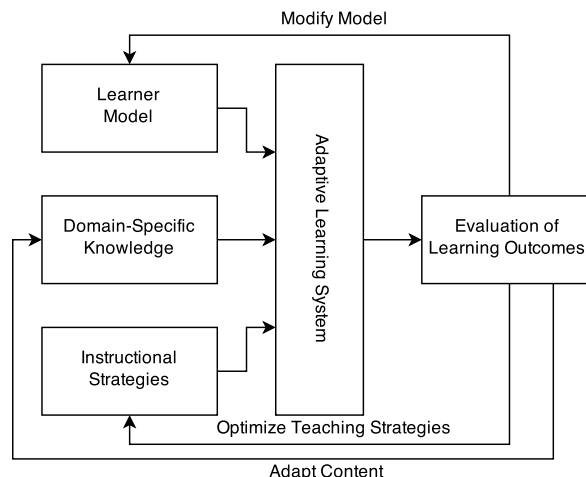 Modify Model
Learner
Model
Adaptive Learning System
Domain-Specific
Knowledge
Evaluation of
Learning Outcomes
Instructional
Strategies
Optimize Teaching Strategies
Adapt Content